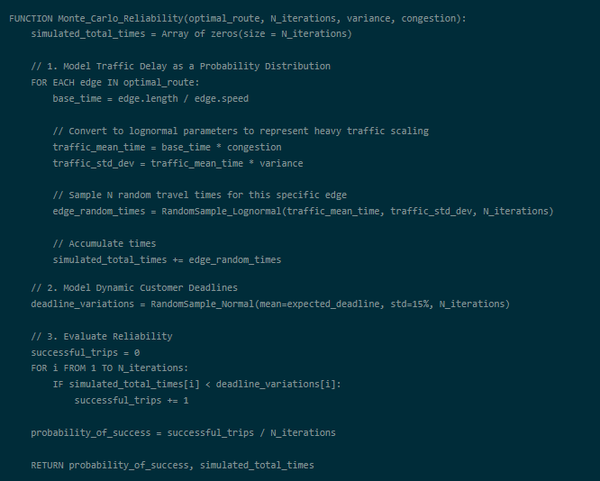 FUNCTION Monte_Carlo_Reliability(optimal_route, N_iterations, variance, congestion):
    simulated_total_times = Array of zeros(size = N_iterations)

    // 1. Model Traffic Delay as a Probability Distribution
    FOR EACH edge IN optimal_route:
        base_time = edge.length / edge.speed

        // Convert to lognormal parameters to represent heavy traffic scaling
        traffic_mean_time = base_time * congestion
        traffic_std_dev = traffic_mean_time * variance

        // Sample N random travel times for this specific edge
        edge_random_times = RandomSample_Lognormal(traffic_mean_time, traffic_std_dev, N_iterations)

        // Accumulate times
        simulated_total_times += edge_random_times

    // 2. Model Dynamic Customer Deadlines
    deadline_variations = RandomSample_Normal(mean=expected_deadline, std=15%, N_iterations)

    // 3. Evaluate Reliability
    successful_trips = 0
    FOR i FROM 1 TO N_iterations:
        IF simulated_total_times[i] < deadline_variations[i]:
            successful_trips += 1

    probability_of_success = successful_trips / N_iterations

    RETURN probability_of_success, simulated_total_times